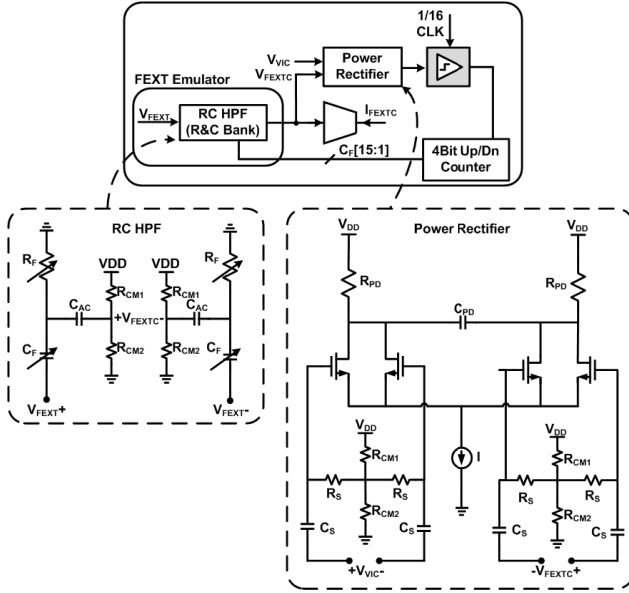 1/16
CLK
V_VIC
V_FEXTC
Power
Rectifier
FEXT Emulator
V_FEXT
RC HPF
(R&C Bank)
I_FEXTC
C_F[15:1]
4Bit Up/Dn
Counter
RC HPF
R_F
VDD
VDD
R_F
R_CM1
R_CM1
C_AC
+V_FEXTC-
C_AC
C_F
R_CM2
R_CM2
C_F
V_FEXT+
V_FEXT-
Power Rectifier
V_DD
V_DD
R_PD
R_PD
C_PD
V_DD
V_DD
I
R_CM1
R_CM1
R_S
R_S
R_S
R_S
R_CM2
R_CM2
C_S
C_S
C_S
C_S
+V_VIC-
-V_FEXTC+